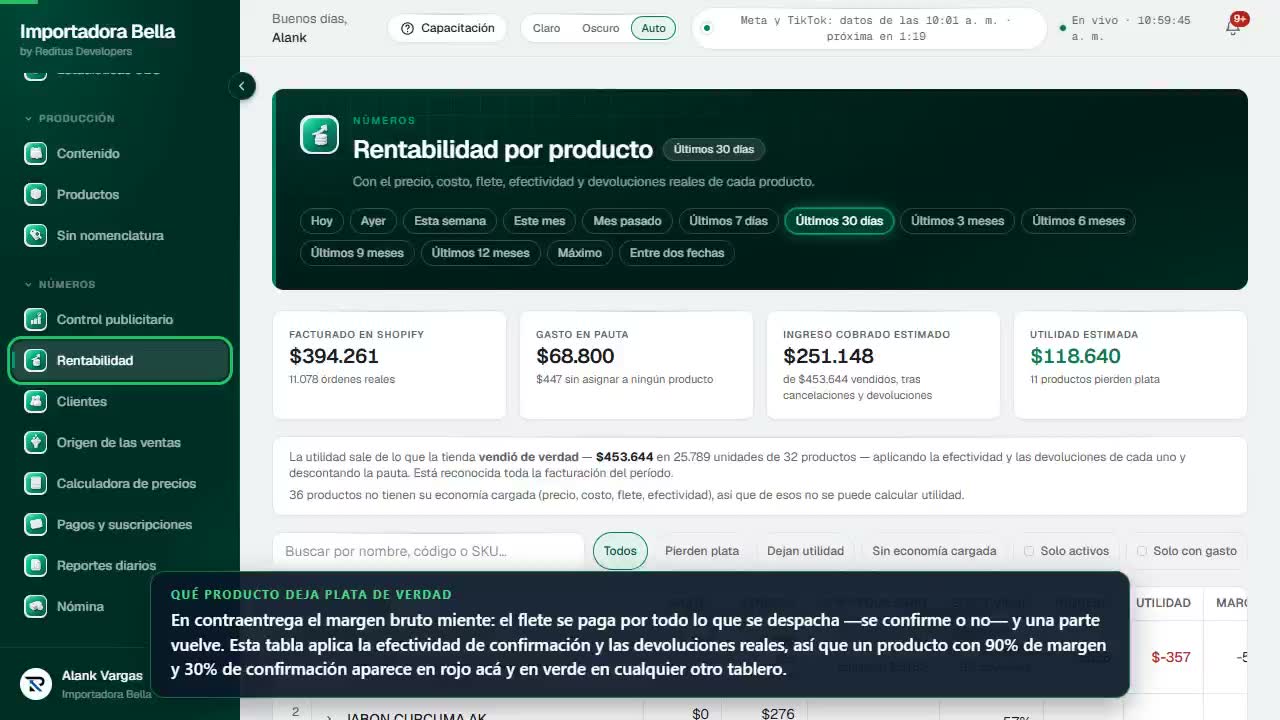 Importadora Bella
by Reditus Developers
PRODUCCIÓN
Contenido
Productos
Sin nomenclatura
NÚMEROS
Control publicitario
Rentabilidad
Clientes
Origen de las ventas
Calculadora de precios
Pagos y suscripciones
Reportes diarios
Nómina
Alank Vargas
Importadora Bella
Buenos días,
Alank
Capacitación
Claro Oscuro Auto
Meta y TikTok: datos de las 10:01 a. m. ·
próxima en 1:19
En vivo · 10:59:45
a. m.
9+
NÚMEROS
Rentabilidad por producto Últimos 30 días
Con el precio, costo, flete, efectividad y devoluciones reales de cada producto.
Hoy Ayer Esta semana Este mes Mes pasado Últimos 7 días Últimos 30 días Últimos 3 meses Últimos 6 meses
Últimos 9 meses Últimos 12 meses Máximo Entre dos fechas
FACTURADO EN SHOPIFY
$394.261
11.078 órdenes reales
GASTO EN PAUTA
$68.800
$447 sin asignar a ningún producto
INGRESO COBRADO ESTIMADO
$251.148
de $453.644 vendidos, tras
cancelaciones y devoluciones
UTILIDAD ESTIMADA
$118.640
11 productos pierden plata
La utilidad sale de lo que la tienda vendió de verdad — $453.644 en 25.789 unidades de 32 productos — aplicando la efectividad y las devoluciones de cada uno y
descontando la pauta. Está reconocida toda la facturación del período.
36 productos no tienen su economía cargada (precio, costo, flete, efectividad), así que de esos no se puede calcular utilidad.
Buscar por nombre, código o SKU...
Todos Pierden plata Dejan utilidad Sin economía cargada Solo activos Solo con gasto
UTILIDAD MARG
$-357 -5
QUÉ PRODUCTO DEJA PLATA DE VERDAD
En contraentrega el margen bruto miente: el flete se paga por todo lo que se despacha —se confirme o no— y una parte
vuelve. Esta tabla aplica la efectividad de confirmación y las devoluciones reales, así que un producto con 90% de margen
y 30% de confirmación aparece en rojo acá y en verde en cualquier otro tablero.
2 JABON CURCUMA AK $0 $276 57%